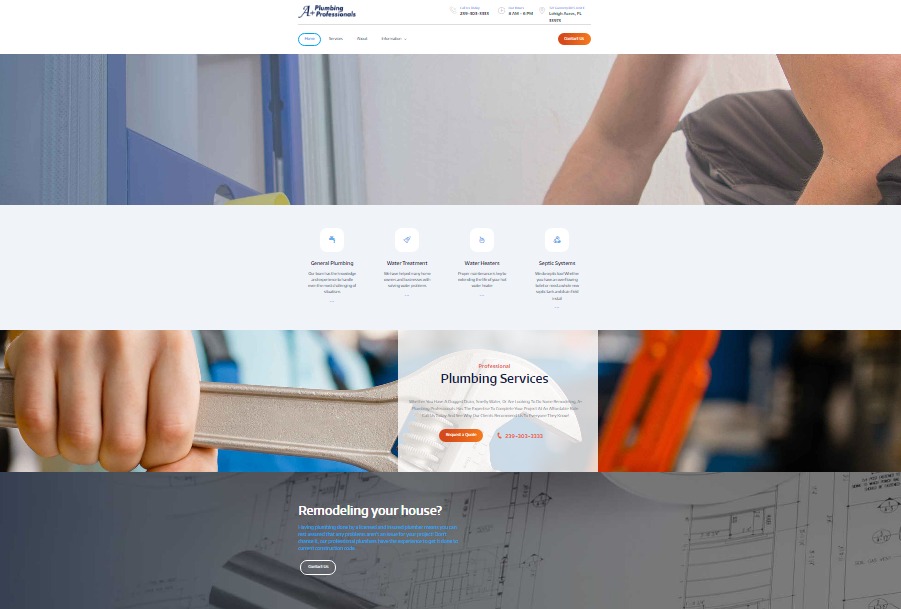 A+ Plumbing
Professionals
Call Us Today
239-303-3333
Our Hours
8 AM - 5 PM
Lehigh Acres, FL
33973
Home
Services
About
Information
Contact Us
General Plumbing
Our team has the knowledge
and experience to handle
even the most challenging of
situations.
Water Treatment
We have helped many home
owners and businesses with
solving water problems.
Water Heaters
Proper maintenance is key to
extending the life of your hot
water heater
Septic Systems
We do septic too! Whether
you have an overflowing
toilet or need a whole new
septic tank and drain field
install
Professional
Plumbing Services
Whether You Have A Clogged Drain, Smelly Water, Or Are Looking To Do Some Remodeling, A+
Plumbing Professionals Has The Expertise To Complete Your Project At An Affordable Rate.
Call Us Today And See Why Our Clients Recommend Us To Everyone They Know!
Request a Quote
239-303-3333
Remodeling your house?
Having plumbing done by a licensed and insured plumber means you can
rest assured that any problems aren't an issue for your project! Don't
chance it, our professional plumbers have the experience to get it done to
current construction code.
Contact Us